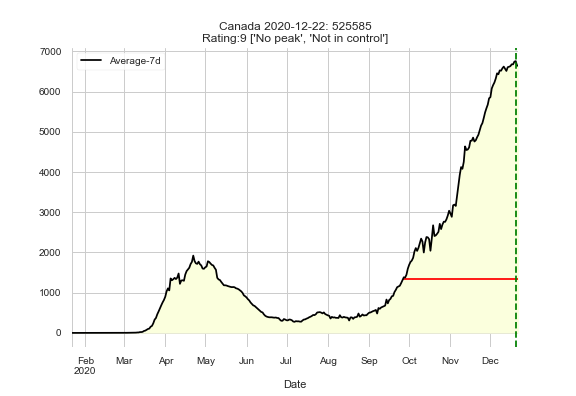 Canada 2020-12-22: 525585
Rating:9 ['No peak', 'Not in control']
Average-7d
7000
6000
5000
4000
3000
2000
1000
0
Feb Mar Apr May Jun Jul Aug Sep Oct Nov Dec
2020
Date